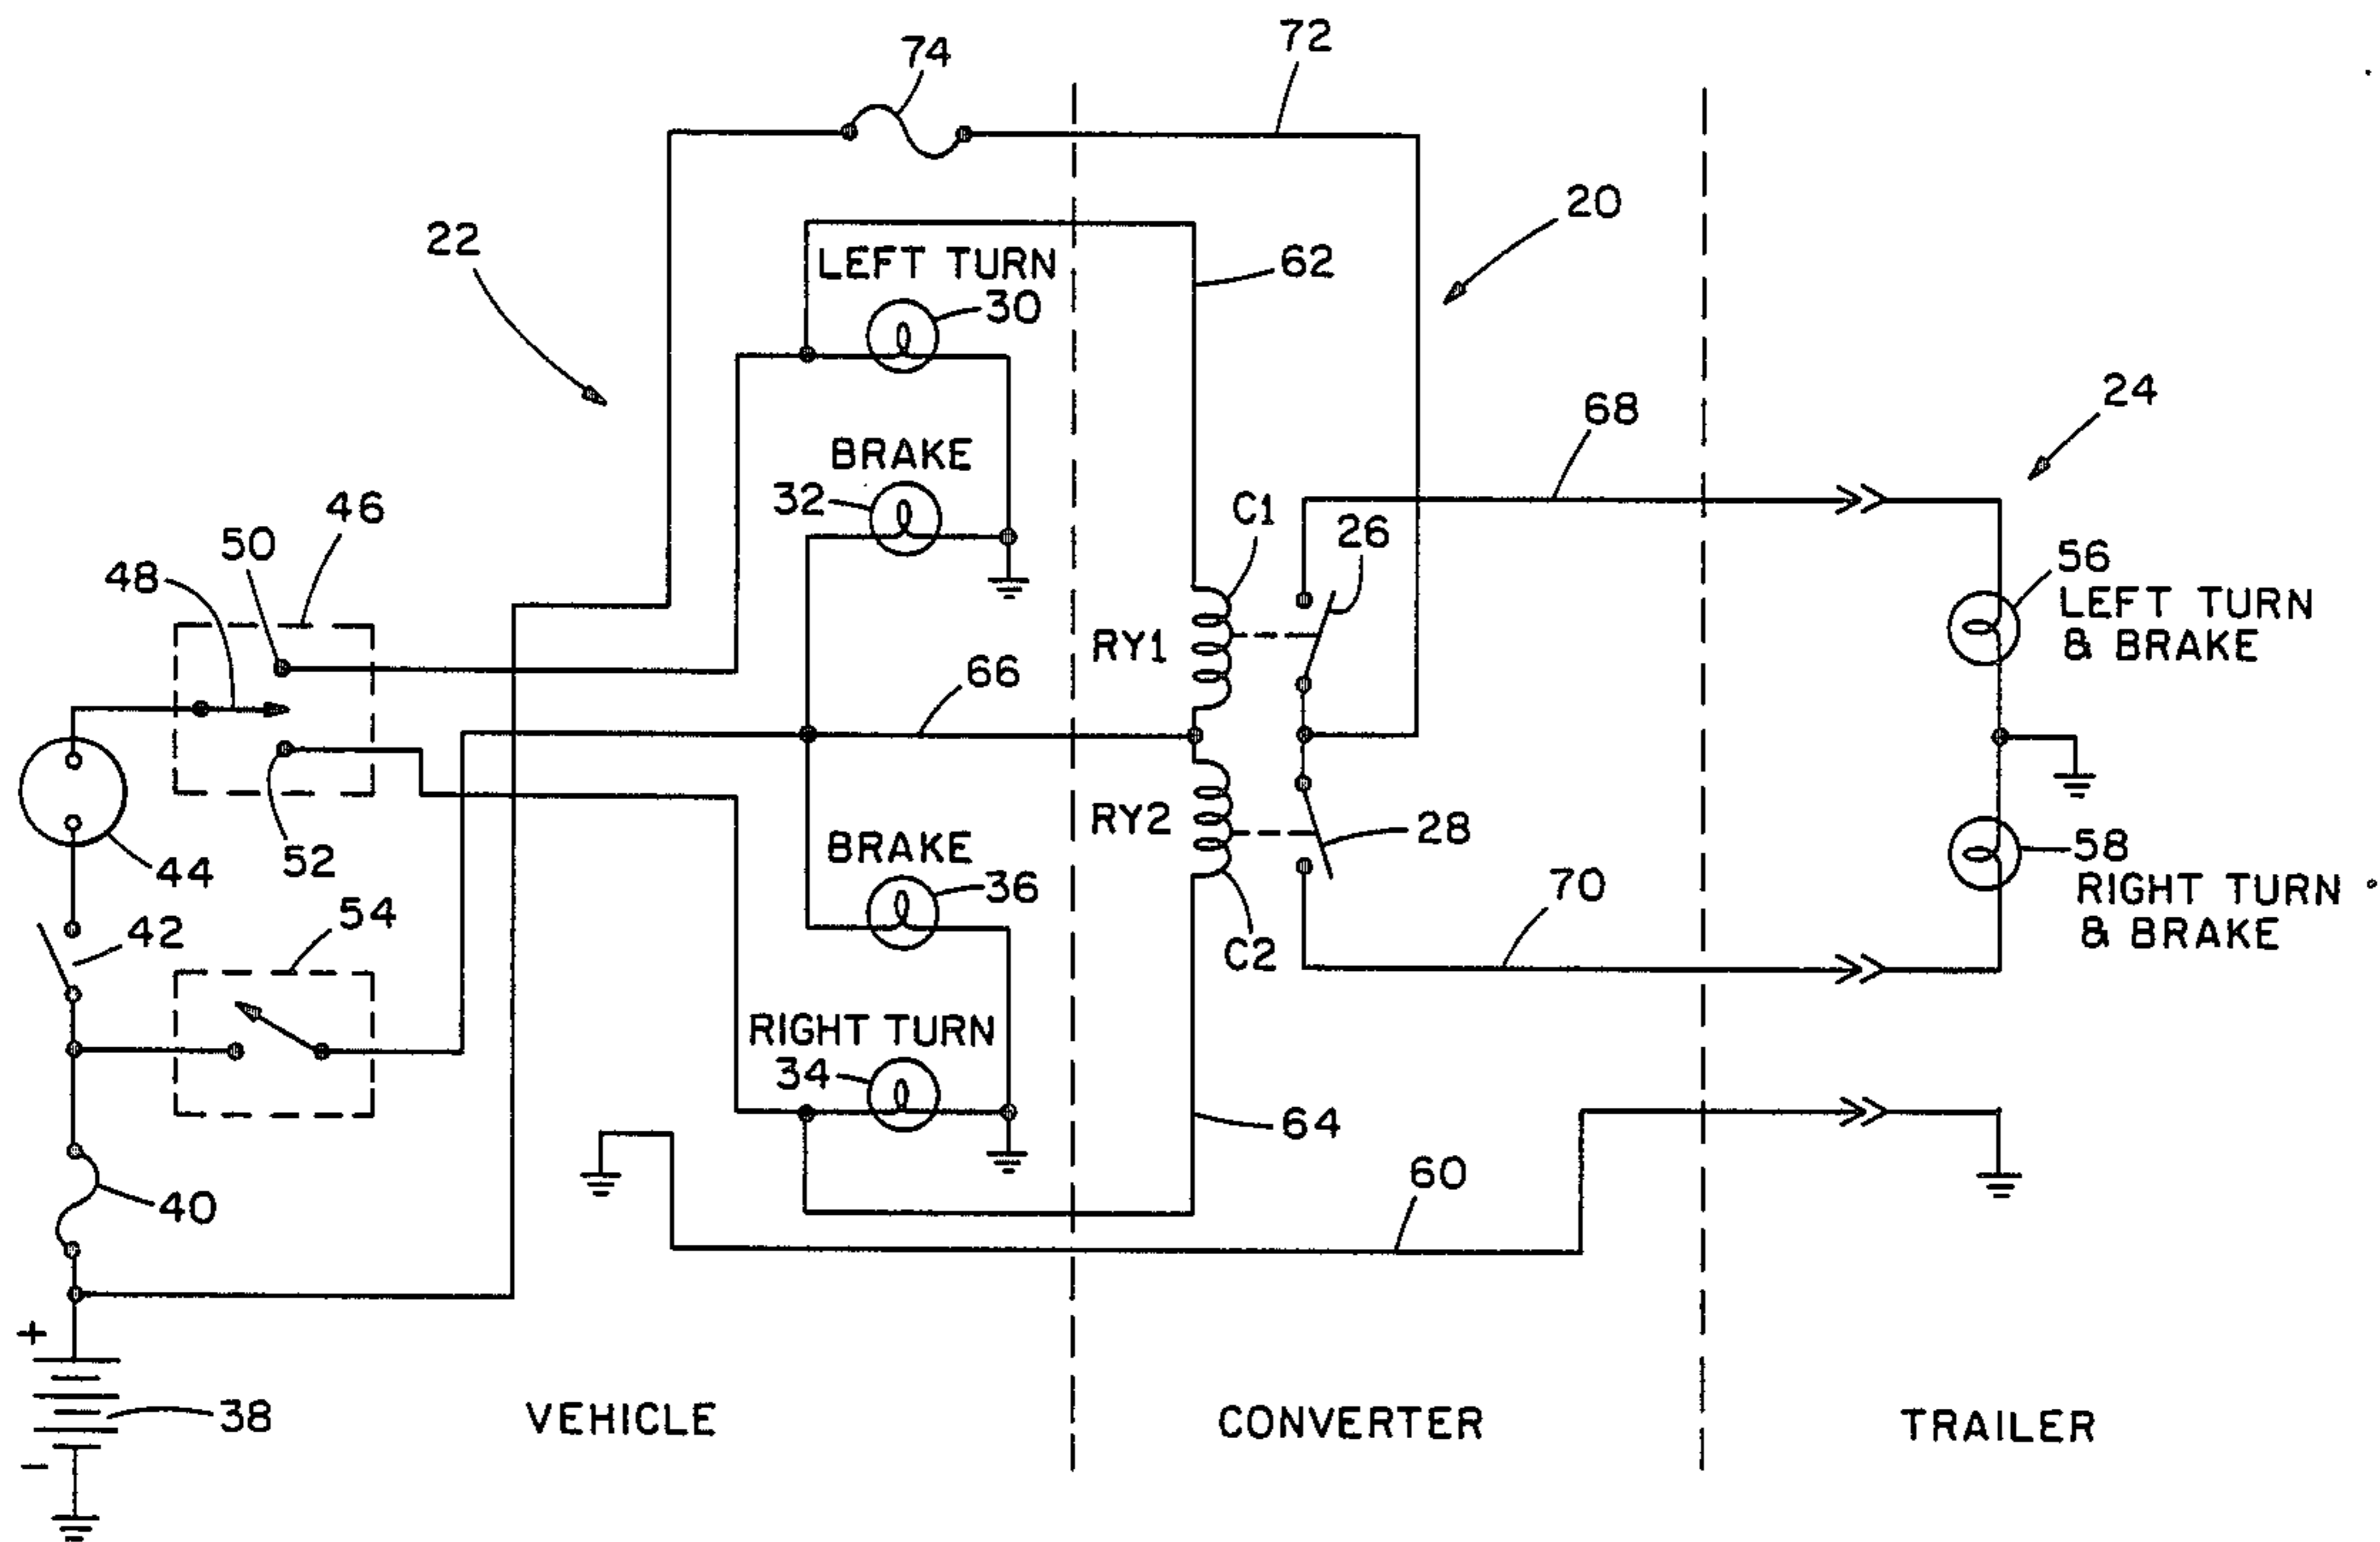 74
72
20
22
LEFT TURN
30
62
24
68
BRAKE
32
46
C1
26
50
56
LEFT TURN
& BRAKE
48
RY1
66
RY2
28
58
RIGHT TURN
& BRAKE
52
BRAKE
36
44
70
54
42
C2
RIGHT TURN
34
64
60
40
+
38
-
VEHICLE
CONVERTER
TRAILER